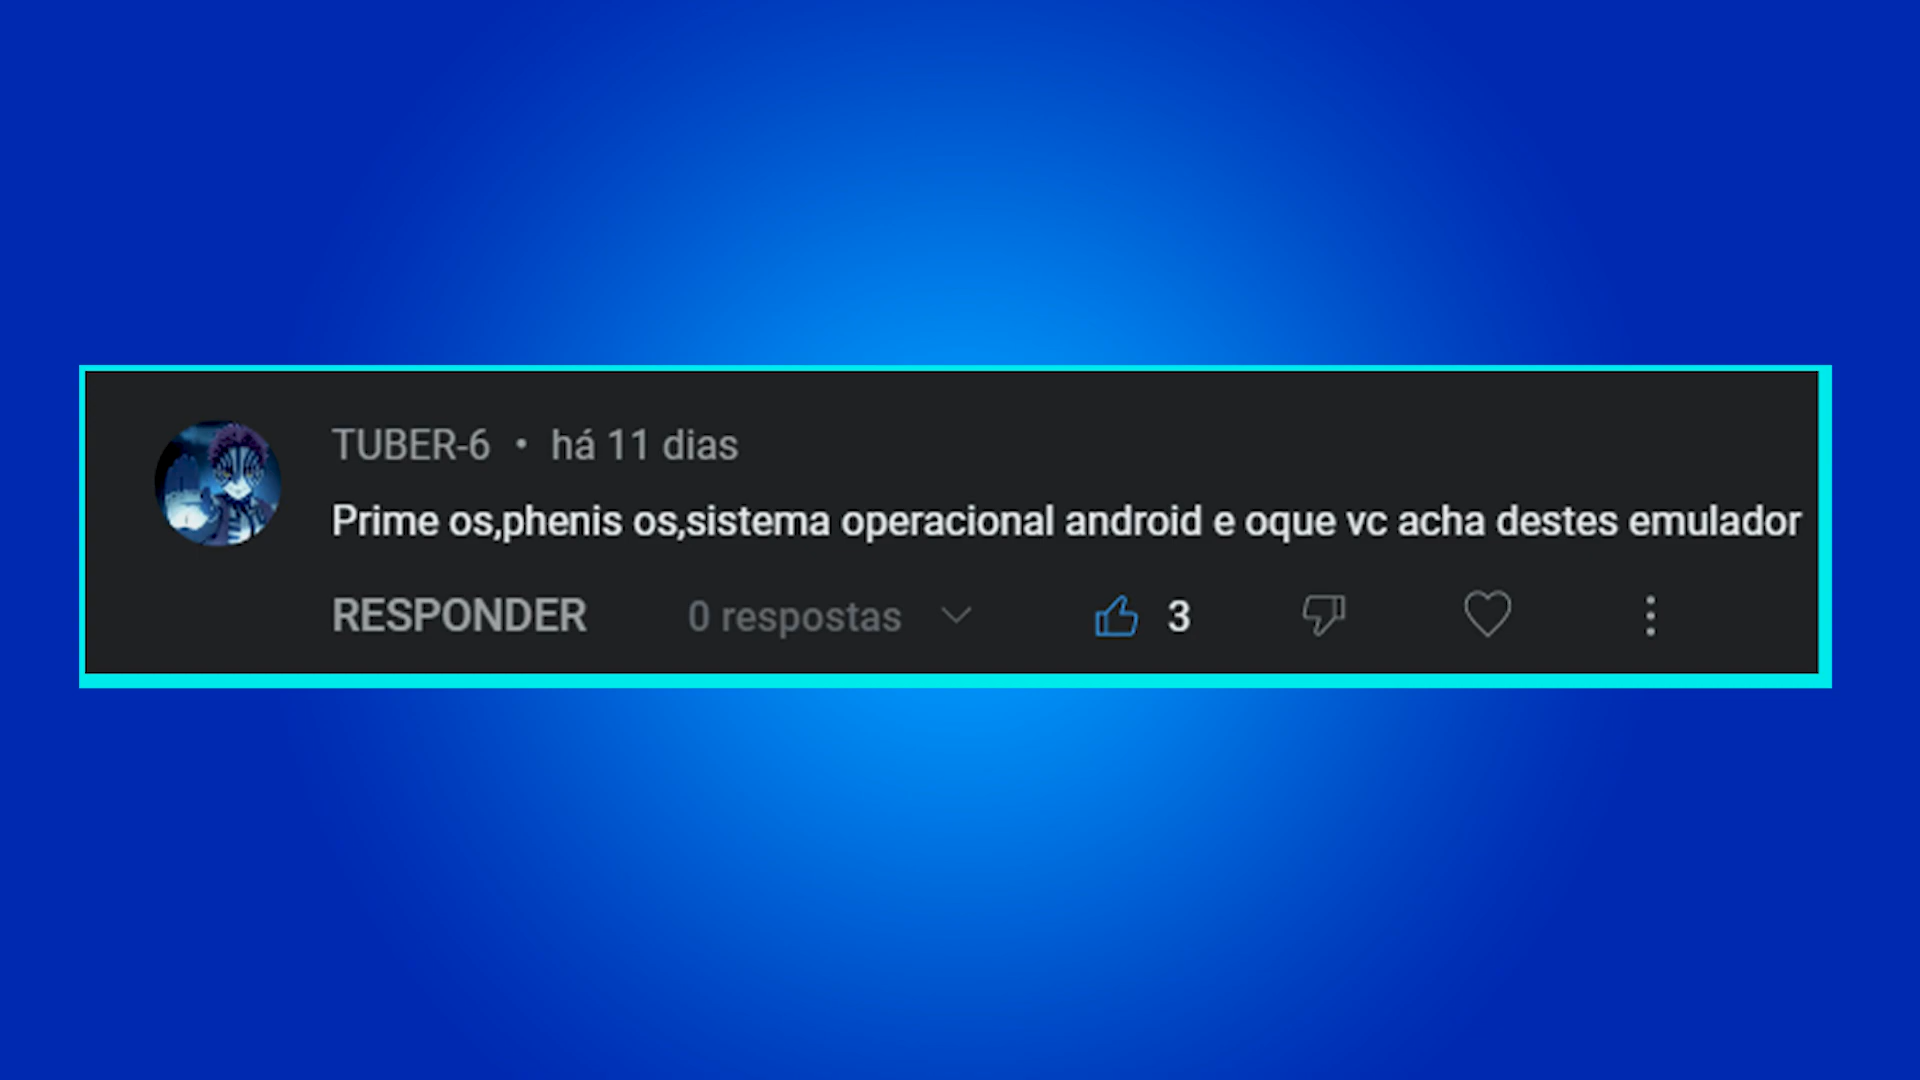 TUBER-6 • há 11 dias
Prime os,phenis os,sistema operacional android e oque vc acha destes emulador
RESPONDER 0 respostas 3